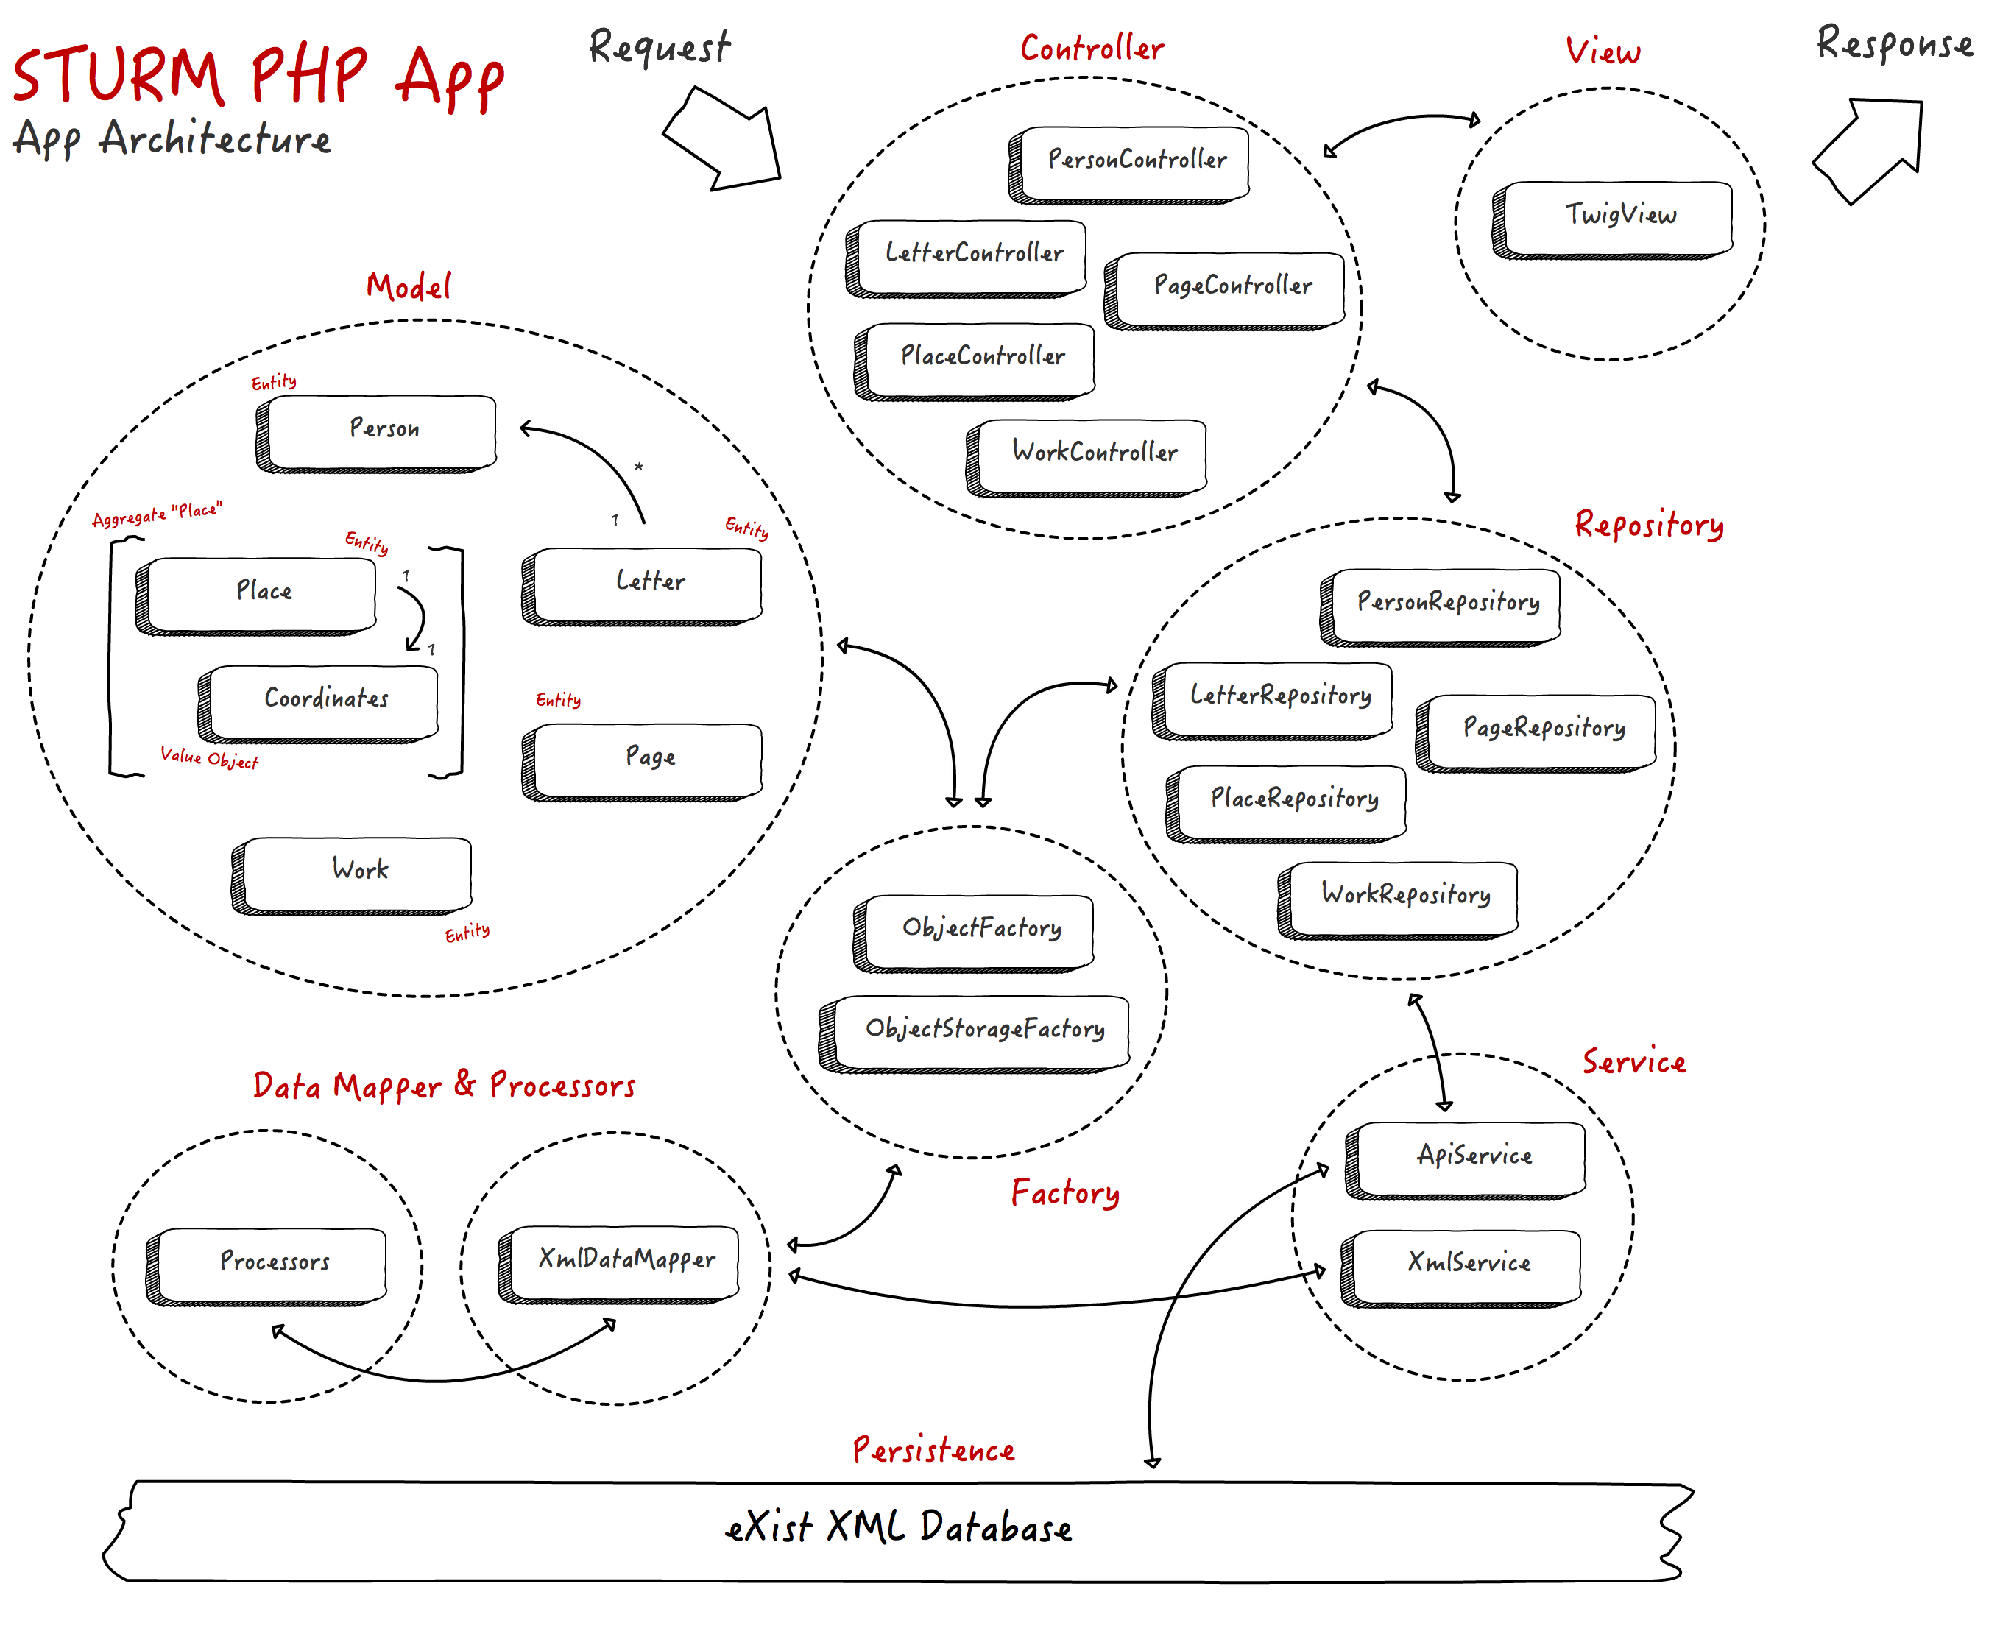 STURM PHP App
App Architecture
Request
Controller
View
Response
PersonController
LetterController
PageController
PlaceController
WorkController
TwigView
Model
Entity
Person
*
1
Aggregate "Place"
Entity
Place
1
1
Coordinates
Value Object
Entity
Letter
Entity
Page
Work
Entity
Repository
PersonRepository
LetterRepository
PageRepository
PlaceRepository
WorkRepository
ObjectFactory
ObjectStorageFactory
Factory
Data Mapper & Processors
Processors
XmlDataMapper
Service
ApiService
XmlService
Persistence
eXist XML Database